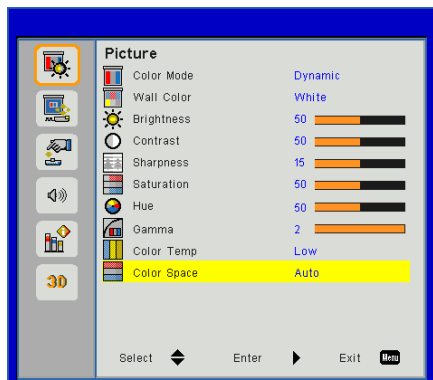 Picture
Color Mode Dynamic
Wall Color White
Brightness 50
Contrast 50
Sharpness 15
Saturation 50
Hue 50
Gamma 2
Color Temp Low
3D Color Space Auto
Select Enter Exit Menu